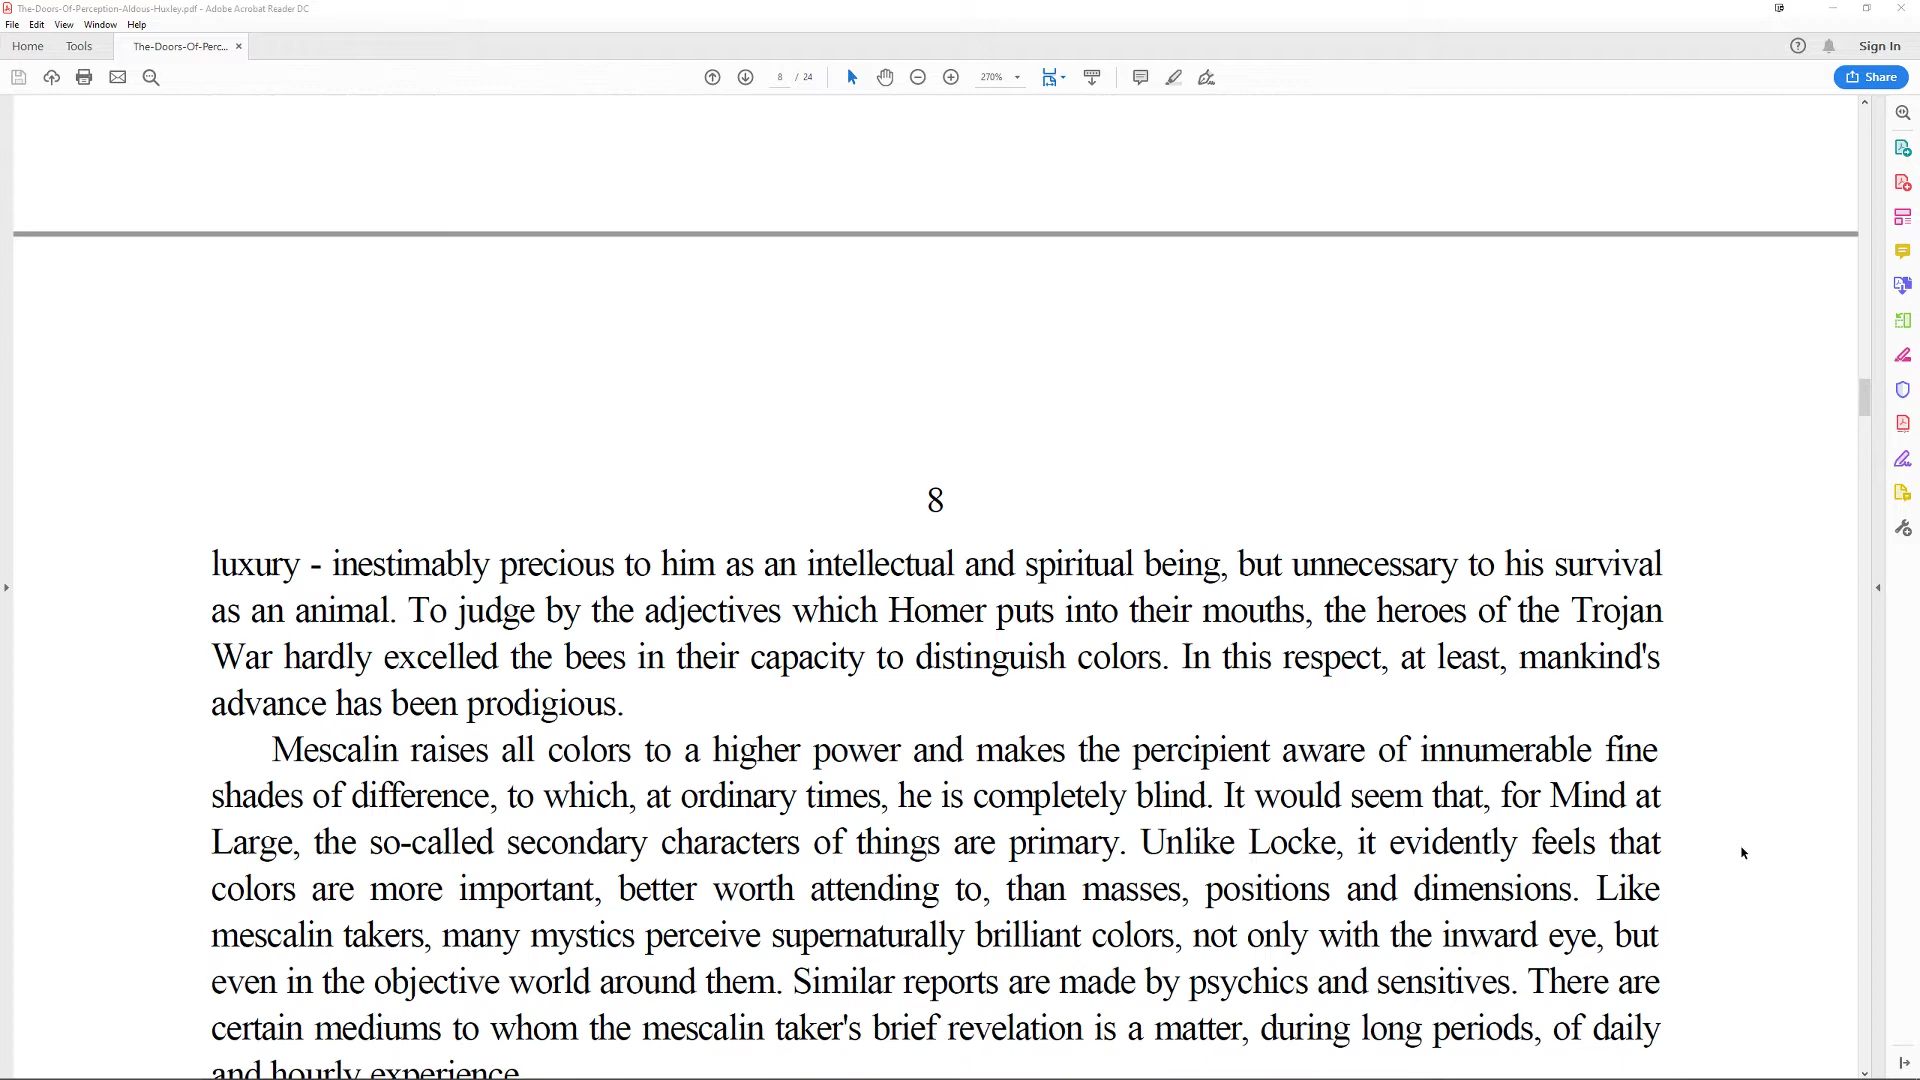 The-Doors-Of-Perception-Aldous-Huxley.pdf - Adobe Acrobat Reader DC
File Edit View Window Help
Home Tools The-Doors-Of-Perc... × Sign In
8 / 24 270% Share
8
luxury - inestimably precious to him as an intellectual and spiritual being, but unnecessary to his survival
as an animal. To judge by the adjectives which Homer puts into their mouths, the heroes of the Trojan
War hardly excelled the bees in their capacity to distinguish colors. In this respect, at least, mankind's
advance has been prodigious.
Mescalin raises all colors to a higher power and makes the percipient aware of innumerable fine
shades of difference, to which, at ordinary times, he is completely blind. It would seem that, for Mind at
Large, the so-called secondary characters of things are primary. Unlike Locke, it evidently feels that
colors are more important, better worth attending to, than masses, positions and dimensions. Like
mescalin takers, many mystics perceive supernaturally brilliant colors, not only with the inward eye, but
even in the objective world around them. Similar reports are made by psychics and sensitives. There are
certain mediums to whom the mescalin taker's brief revelation is a matter, during long periods, of daily
and hourly experience.